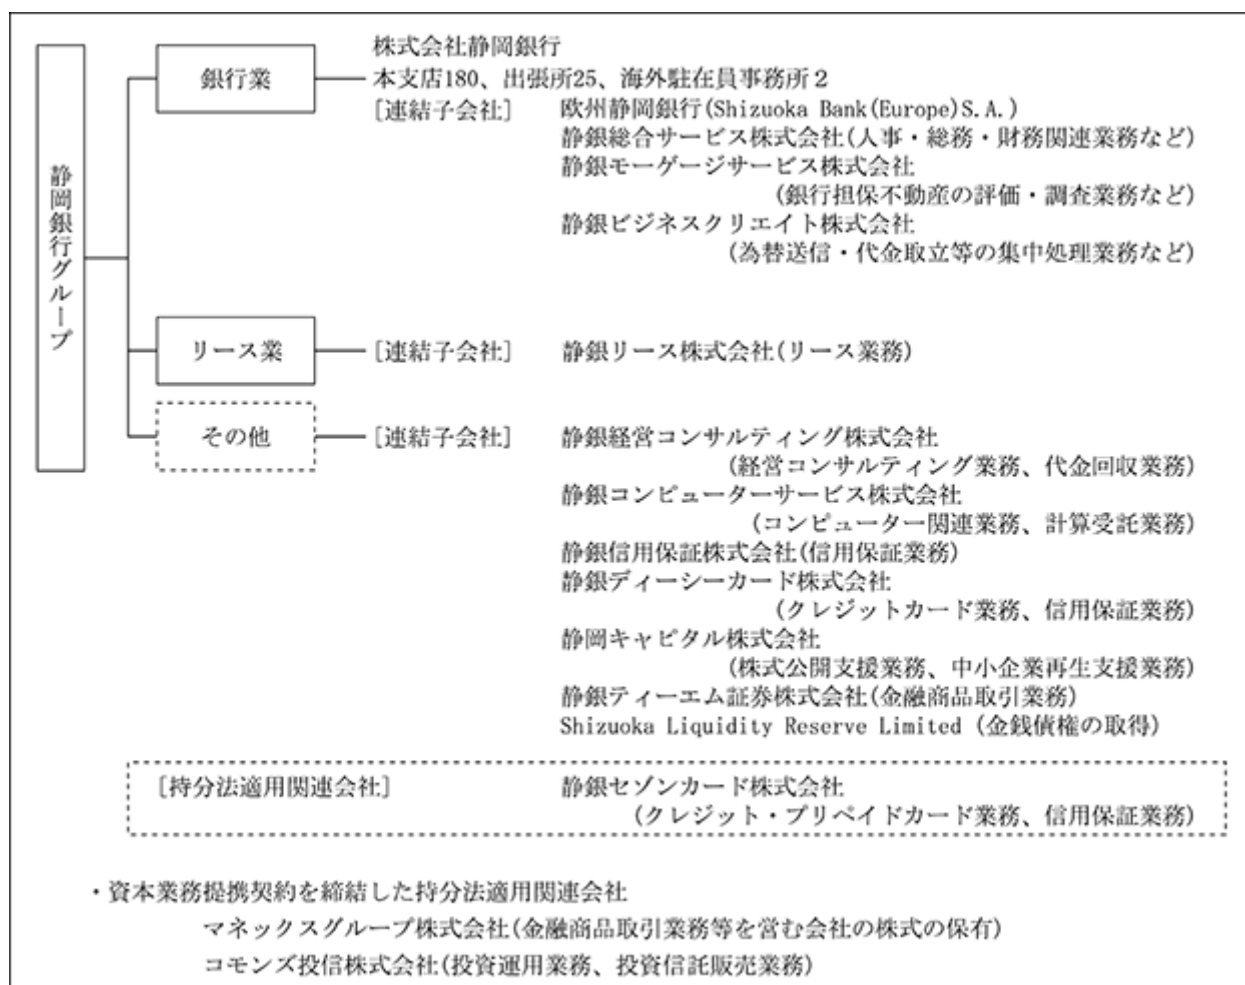 静岡銀行グループ
銀行業
株式会社静岡銀行
本支店180、出張所25、海外駐在員事務所2
[連結子会社] 欧州静岡銀行(Shizuoka Bank(Europe)S.A.)
静銀総合サービス株式会社(人事・総務・財務関連業務など)
静銀モーゲージサービス株式会社
(銀行担保不動産の評価・調査業務など)
静銀ビジネスクリエイト株式会社
(為替送信・代金取立等の集中処理業務など)
リース業 [連結子会社] 静銀リース株式会社(リース業務)
その他 [連結子会社] 静銀経営コンサルティング株式会社
(経営コンサルティング業務、代金回収業務)
静銀コンピューターサービス株式会社
(コンピューター関連業務、計算受託業務)
静銀信用保証株式会社(信用保証業務)
静銀ディーシーカード株式会社
(クレジットカード業務、信用保証業務)
静岡キャピタル株式会社
(株式公開支援業務、中小企業再生支援業務)
静銀ティーエム証券株式会社(金融商品取引業務)
Shizuoka Liquidity Reserve Limited (金銭債権の取得)
[持分法適用関連会社] 静銀セゾンカード株式会社
(クレジット・プリペイドカード業務、信用保証業務)
・資本業務提携契約を締結した持分法適用関連会社
マネックスグループ株式会社(金融商品取引業務等を営む会社の株式の保有)
コモンズ投信株式会社(投資運用業務、投資信託販売業務)